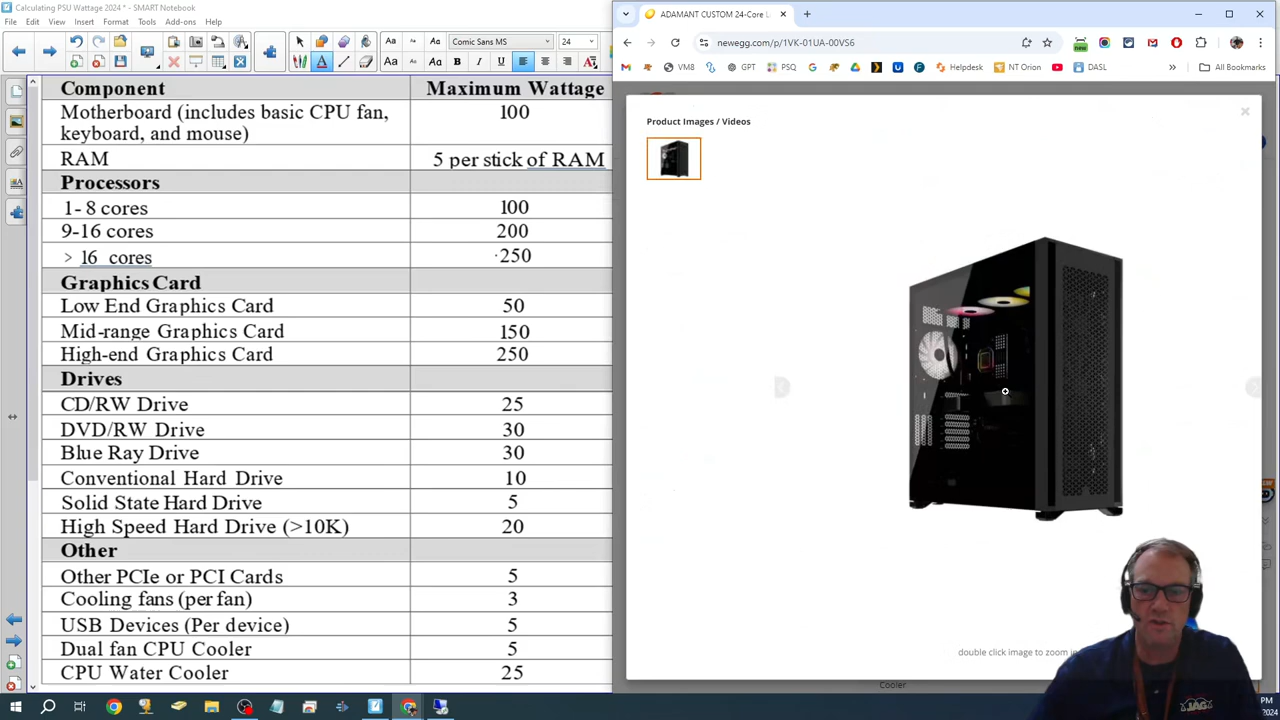 Calculating PSU Wattage 2024 * - SMART Notebook
File Edit View Insert Format Tools Add-ons Help
Comic Sans MS 24
Component Maximum Wattage
Motherboard (includes basic CPU fan, 100
keyboard, and mouse)
RAM 5 per stick of RAM
Processors
1- 8 cores 100
9-16 cores 200
> 16 cores 250
Graphics Card
Low End Graphics Card 50
Mid-range Graphics Card 150
High-end Graphics Card 250
Drives
CD/RW Drive 25
DVD/RW Drive 30
Blue Ray Drive 30
Conventional Hard Drive 10
Solid State Hard Drive 5
High Speed Hard Drive (>10K) 20
Other
Other PCIe or PCI Cards 5
Cooling fans (per fan) 3
USB Devices (Per device) 5
Dual fan CPU Cooler 5
CPU Water Cooler 25
ADAMANT CUSTOM 24-Core L
newegg.com/p/1VK-01UA-00VS6
VM8 GPT PSQ Helpdesk NT Orion DASL All Bookmarks
Product Images / Videos
double click image to zoom in
Cooler
JAG
PM
2024